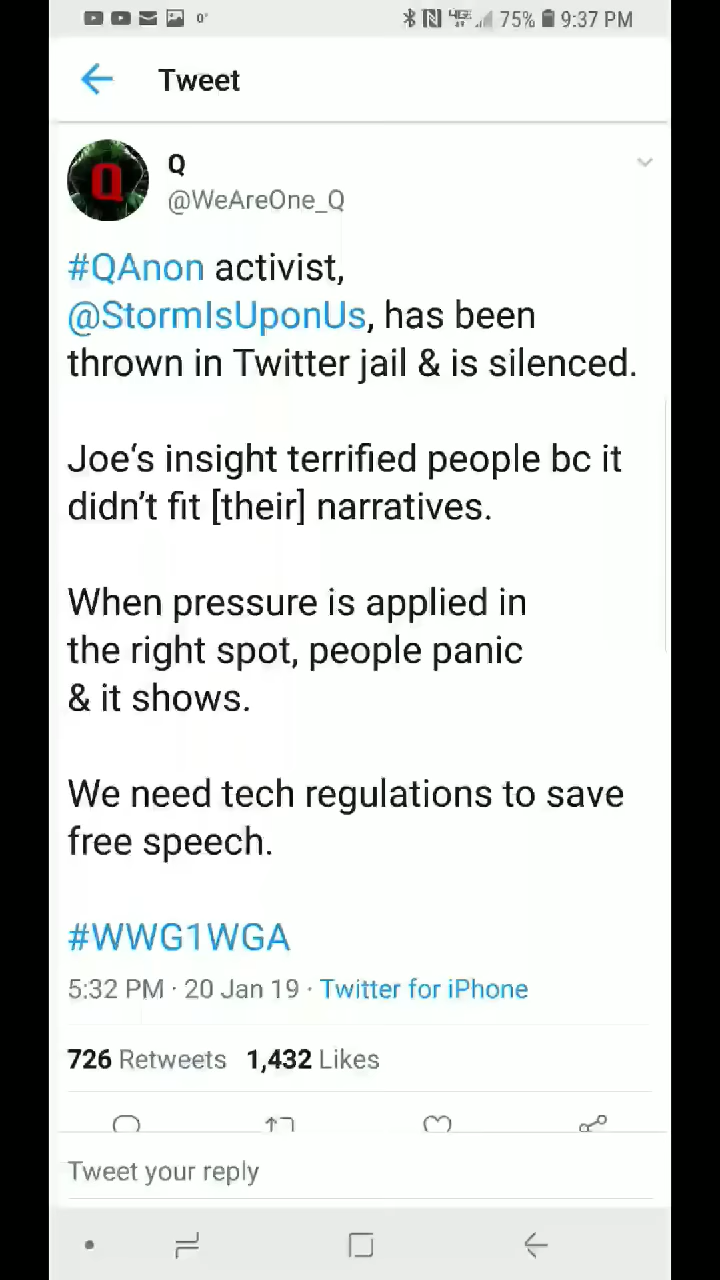 0°
4GE 75% 9:37 PM
Tweet
Q
Q
@WeAreOne_Q
#QAnon activist,
@StormIsUponUs, has been
thrown in Twitter jail & is silenced.
Joe‘s insight terrified people bc it
didn’t fit [their] narratives.
When pressure is applied in
the right spot, people panic
& it shows.
We need tech regulations to save
free speech.
#WWG1WGA
5:32 PM · 20 Jan 19 · Twitter for iPhone
726 Retweets 1,432 Likes
Tweet your reply